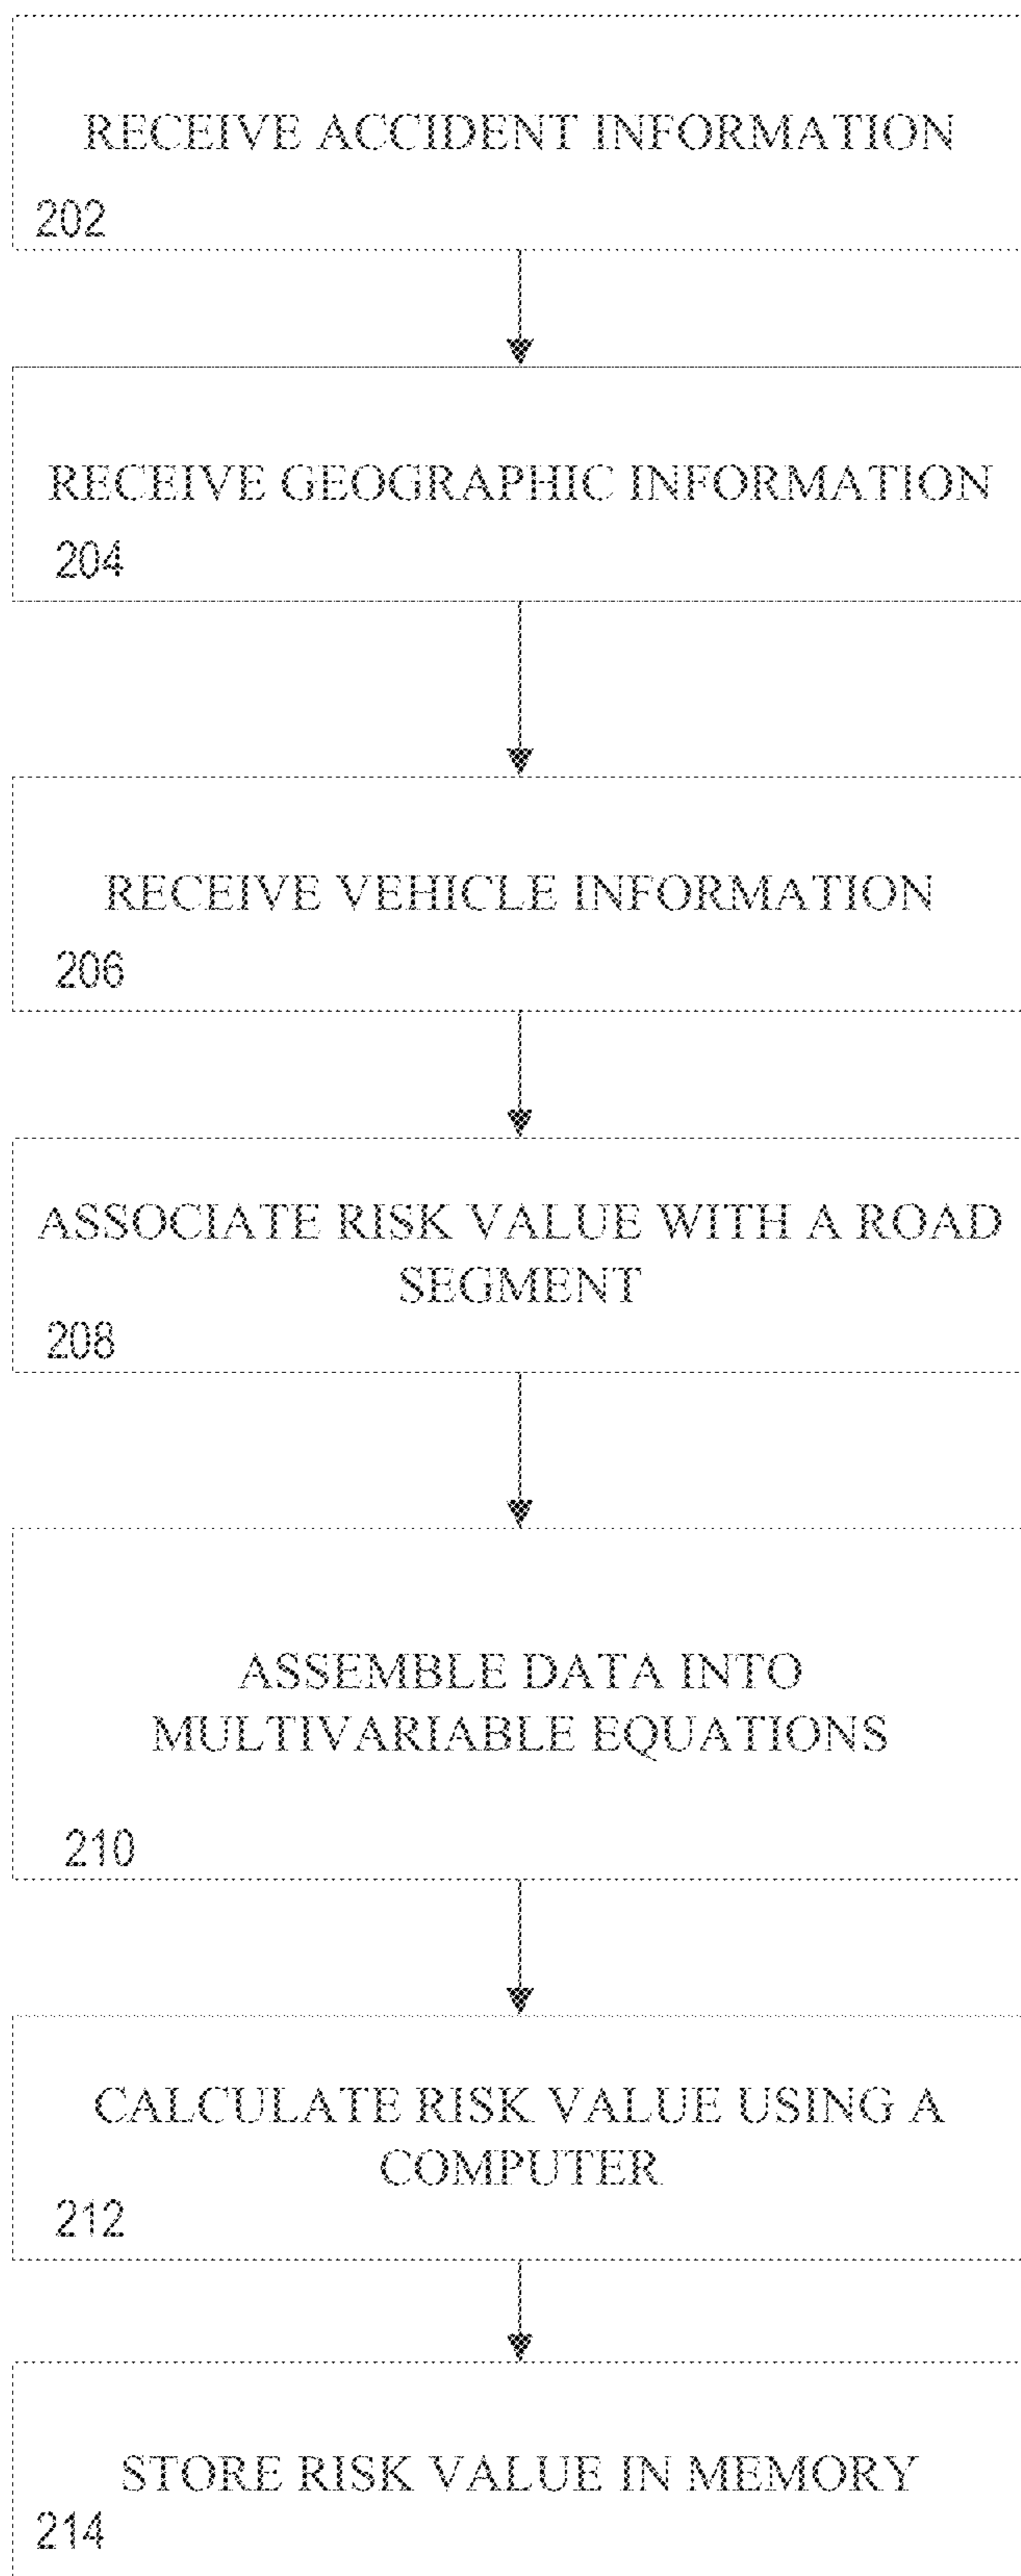 RECEIVE ACCIDENT INFORMATION
202
RECEIVE GEOGRAPHIC INFORMATION
204
RECEIVE VEHICLE INFORMATION
206
ASSOCIATE RISK VALUE WITH A ROAD
SEGMENT
208
ASSEMBLE DATA INTO
MULTIVARIABLE EQUATIONS
210
CALCULATE RISK VALUE USING A
COMPUTER
212
STORE RISK VALUE IN MEMORY
214